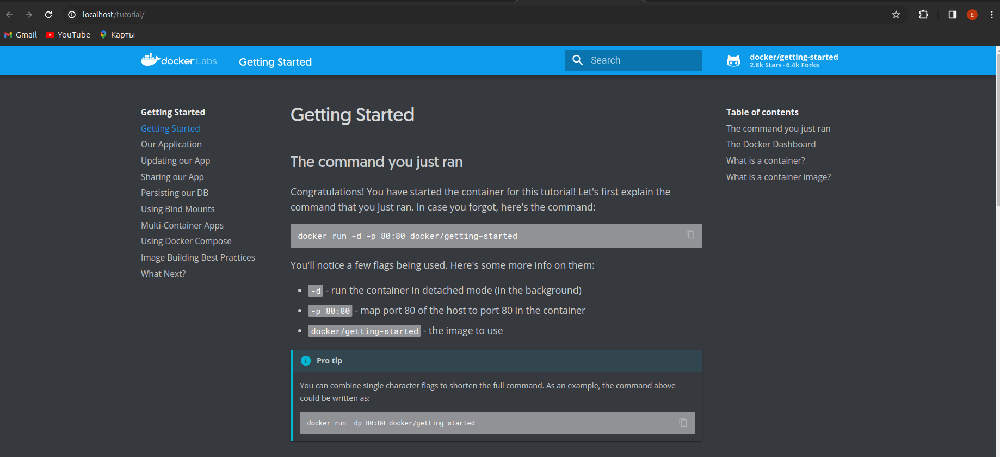 localhost/tutorial/
E
Gmail YouTube Карты
docker Labs Getting Started Search docker/getting-started
2.8k Stars · 6.4k Forks
Getting Started
Getting Started
Our Application
Updating our App
Sharing our App
Persisting our DB
Using Bind Mounts
Multi-Container Apps
Using Docker Compose
Image Building Best Practices
What Next?
Getting Started
The command you just ran
Congratulations! You have started the container for this tutorial! Let's first explain the
command that you just ran. In case you forgot, here's the command:
docker run -d -p 80:80 docker/getting-started
You'll notice a few flags being used. Here's some more info on them:
• -d - run the container in detached mode (in the background)
• -p 80:80 - map port 80 of the host to port 80 in the container
• docker/getting-started - the image to use
Pro tip
You can combine single character flags to shorten the full command. As an example, the command above
could be written as:
docker run -dp 80:80 docker/getting-started
Table of contents
The command you just ran
The Docker Dashboard
What is a container?
What is a container image?